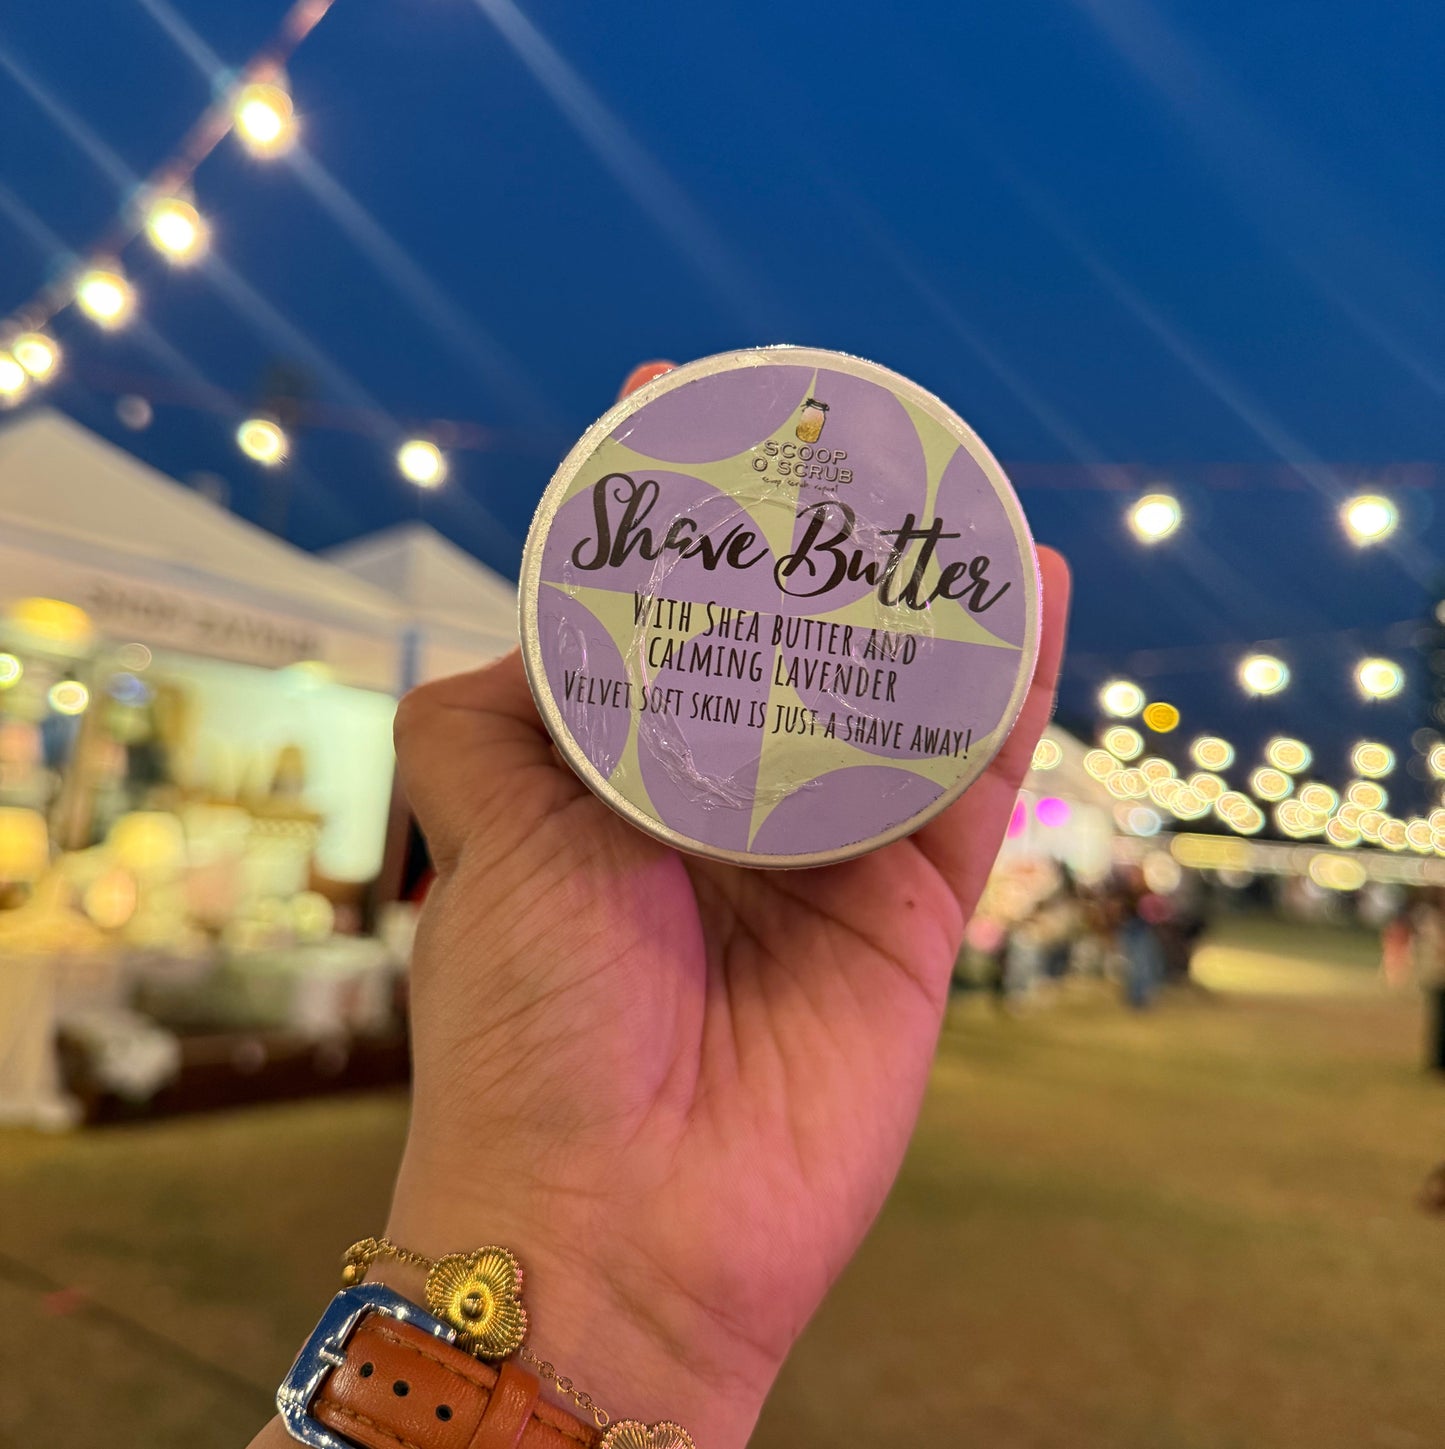 SCOOP
O SCRUB
Shave Butter
WITH SHEA BUTTER AND
CALMING LAVENDER
VELVET SOFT SKIN IS JUST A SHAVE AWAY!